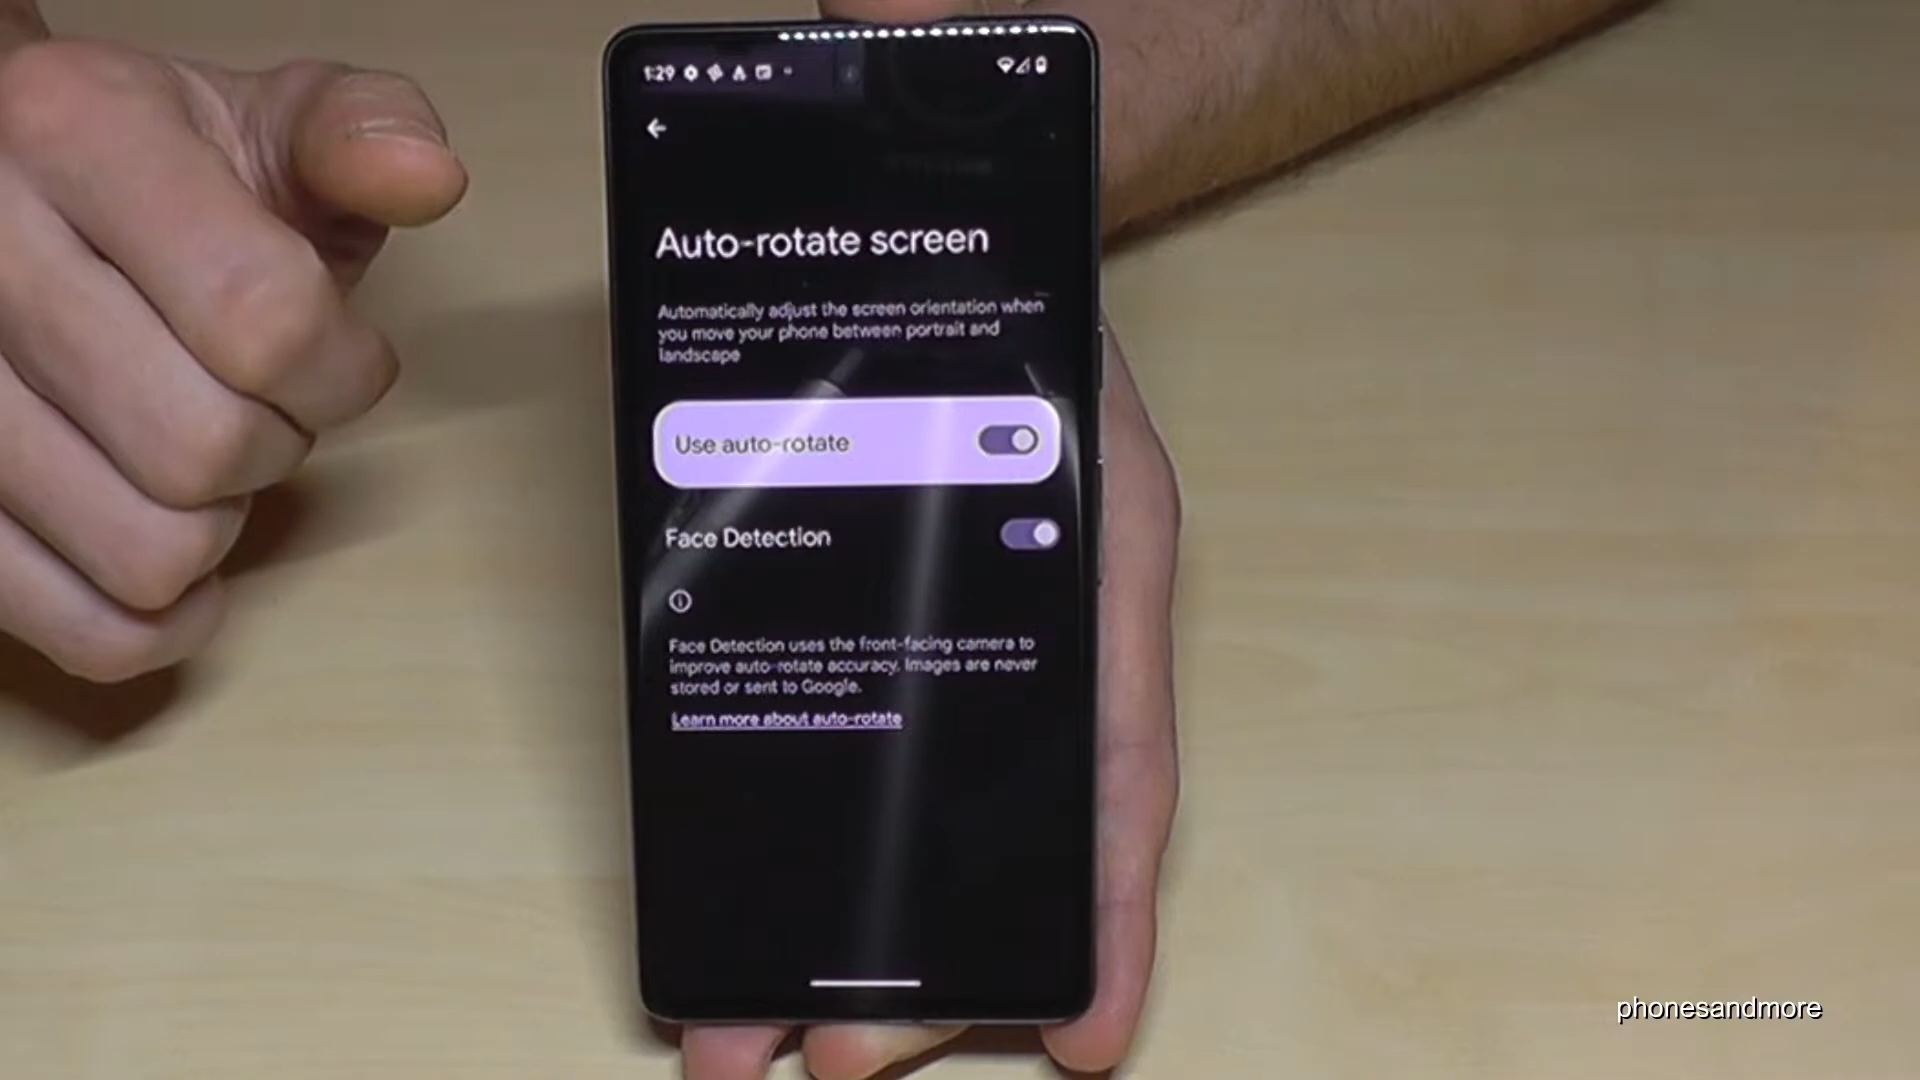 1:29
Auto-rotate screen
Automatically adjust the screen orientation when
you move your phone between portrait and
landscape
Use auto-rotate
Face Detection
Face Detection uses the front-facing camera to
improve auto-rotate accuracy. Images are never
stored or sent to Google.
Learn more about auto-rotate
phonesandmore